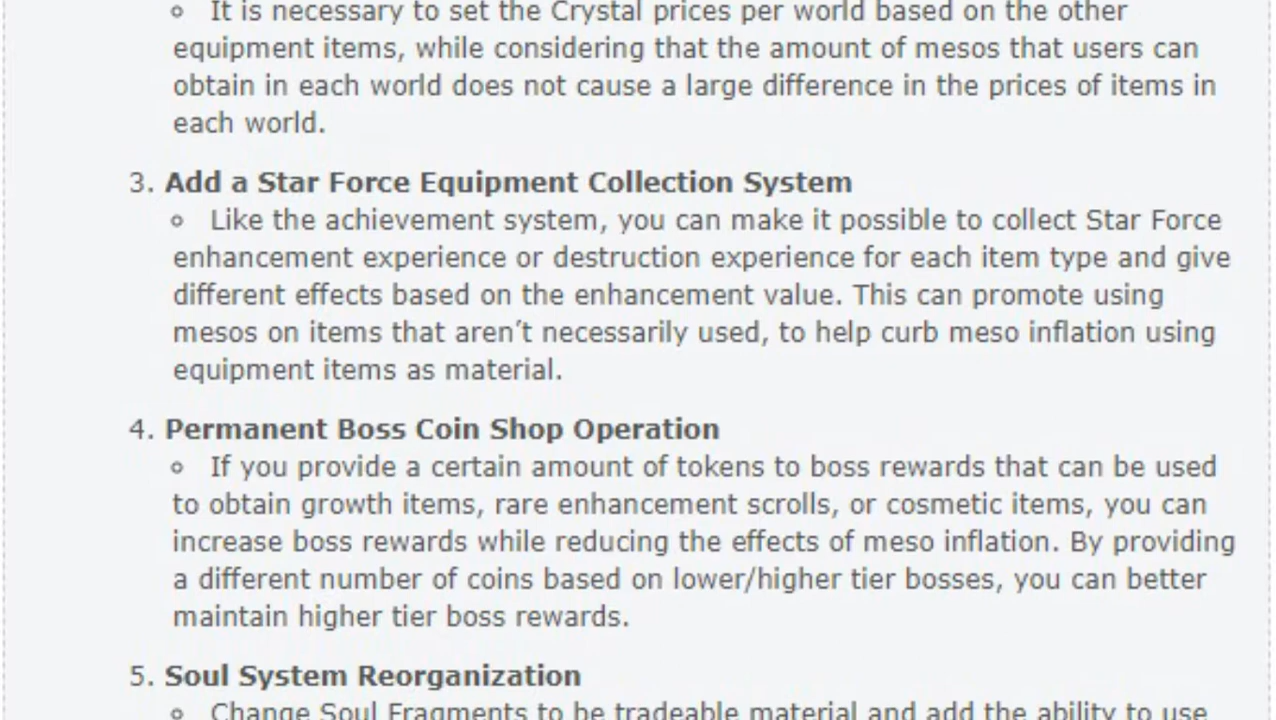 ◦ It is necessary to set the Crystal prices per world based on the other
equipment items, while considering that the amount of mesos that users can
obtain in each world does not cause a large difference in the prices of items in
each world.
3. Add a Star Force Equipment Collection System
◦ Like the achievement system, you can make it possible to collect Star Force
enhancement experience or destruction experience for each item type and give
different effects based on the enhancement value. This can promote using
mesos on items that aren’t necessarily used, to help curb meso inflation using
equipment items as material.
4. Permanent Boss Coin Shop Operation
◦ If you provide a certain amount of tokens to boss rewards that can be used
to obtain growth items, rare enhancement scrolls, or cosmetic items, you can
increase boss rewards while reducing the effects of meso inflation. By providing
a different number of coins based on lower/higher tier bosses, you can better
maintain higher tier boss rewards.
5. Soul System Reorganization
◦ Change Soul Fragments to be tradeable material and add the ability to use